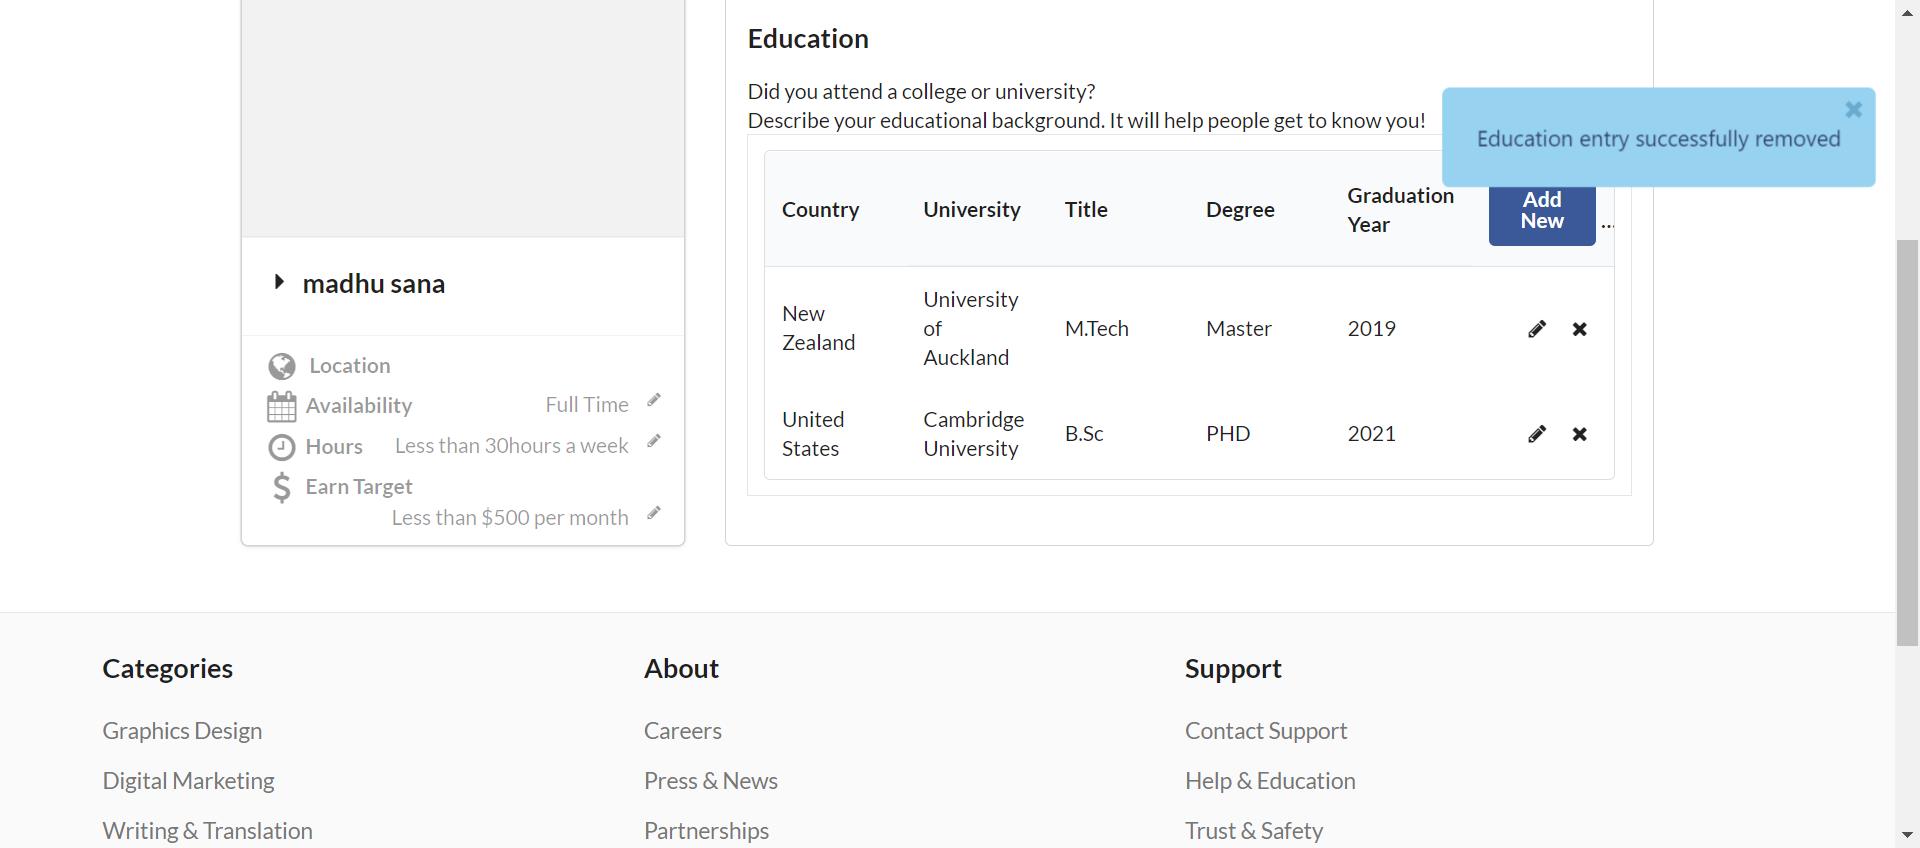 Education
Did you attend a college or university?
Describe your educational background. It will help people get to know you!
Education entry successfully removed
Country
University
Title
Degree
Graduation
Year
Add
New
...
New
Zealand
University
of
Auckland
M.Tech
Master
2019
United
States
Cambridge
University
B.Sc
PHD
2021
madhu sana
Location
Availability
Full Time
Hours
Less than 30hours a week
Earn Target
Less than $500 per month
Categories
Graphics Design
Digital Marketing
Writing & Translation
About
Careers
Press & News
Partnerships
Support
Contact Support
Help & Education
Trust & Safety